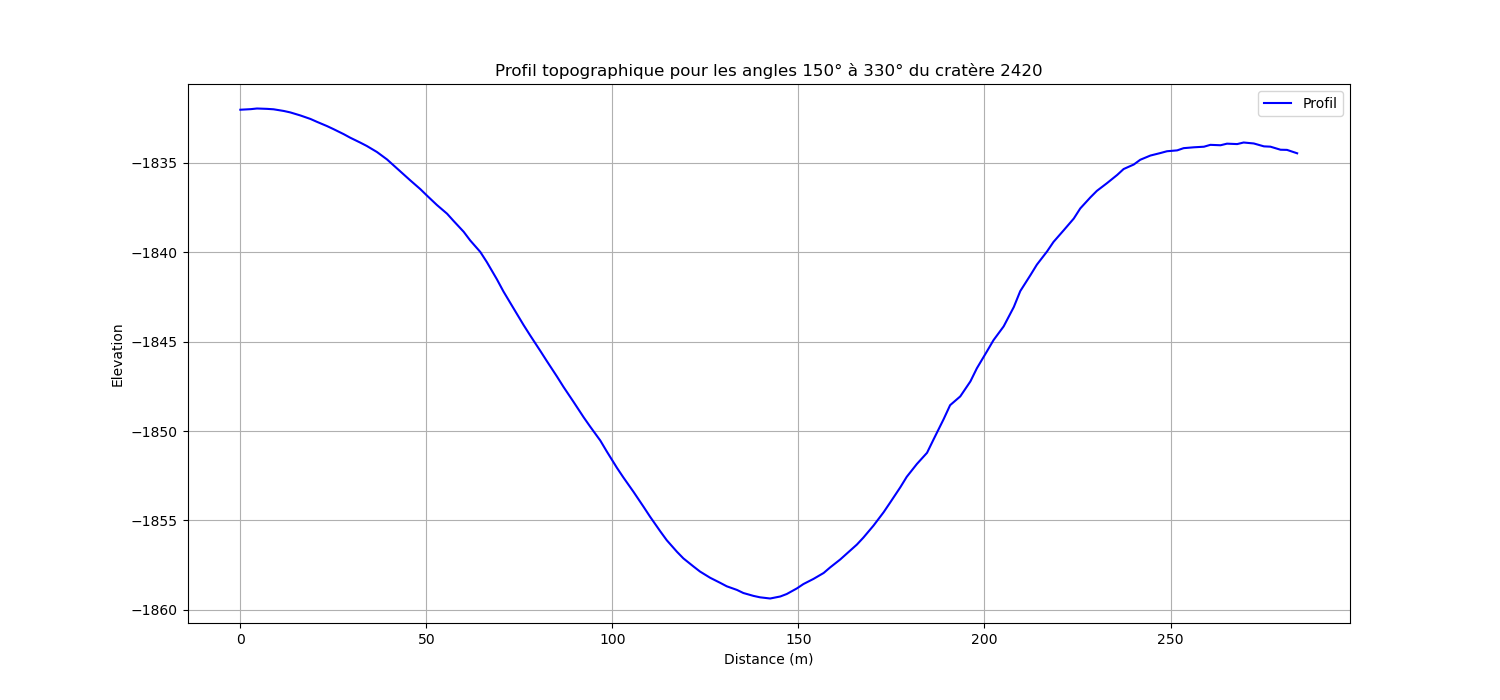 Profil topographique pour les angles 150° à 330° du cratère 2420
Profil
−1835
−1840
−1845
−1850
−1855
−1860
Elevation
0 50 100 150 200 250
Distance (m)